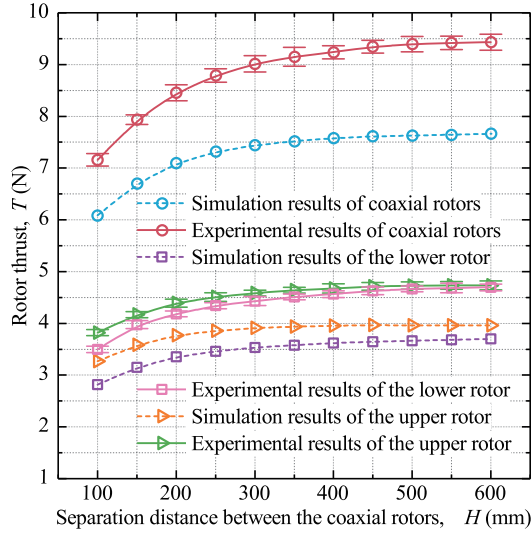 10
9
8
7
6
5
4
3
2
1
Rotor thrust, T (N)
Simulation results of coaxial rotors
Experimental results of coaxial rotors
Simulation results of the lower rotor
Experimental results of the lower rotor
Simulation results of the upper rotor
Experimental results of the upper rotor
100 200 300 400 500 600
Separation distance between the coaxial rotors, H (mm)